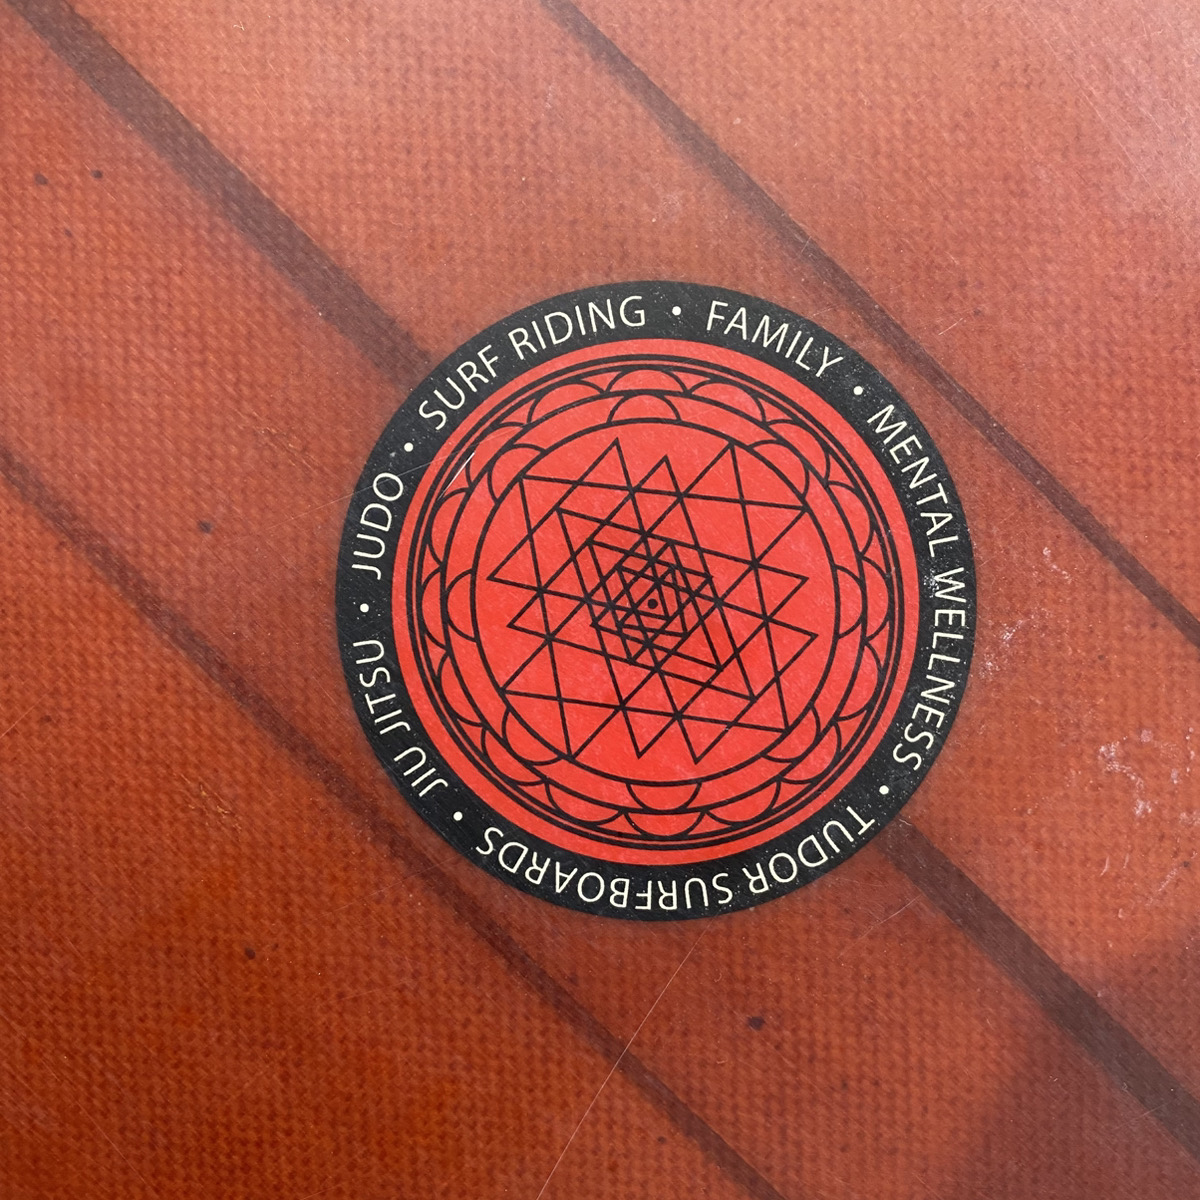 SURF RIDING • FAMILY • MENTAL WELLNESS • TUDOR SURFBOARDS • JIU JITSU • JUDO •